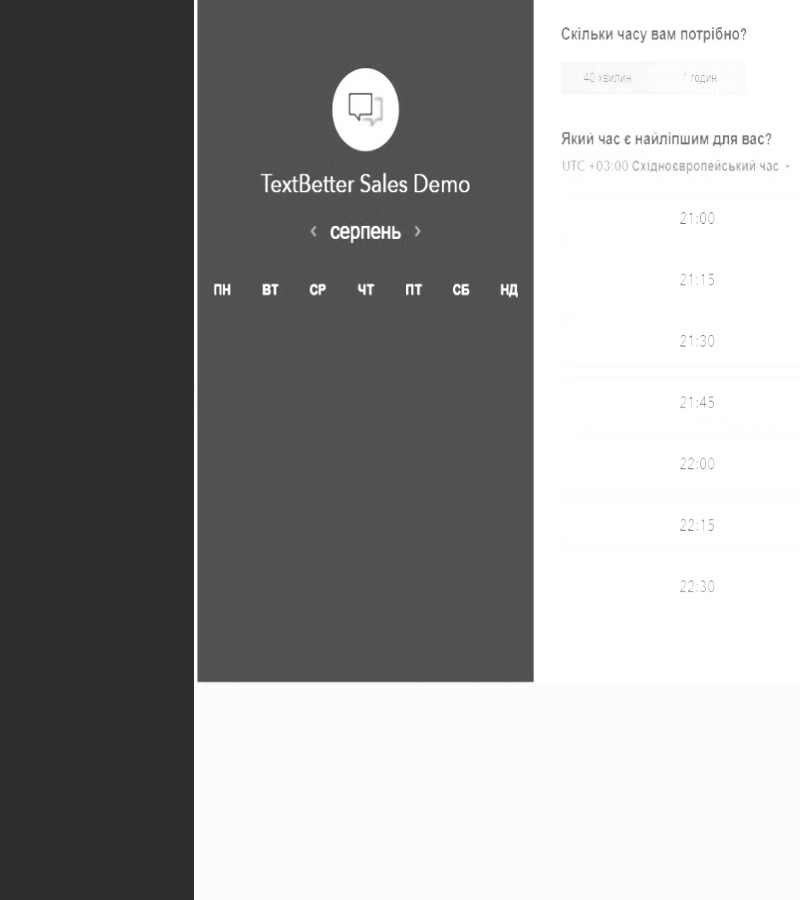 TextBetter Sales Demo
‹ серпень ›
ПН ВТ СР ЧТ ПТ СБ НД
Скільки часу вам потрібно?
хвилин годин
Який час є найліпшим для вас?
UTC +03:00 Східноєвропейський час
21:00
21:15
21:30
21:45
22:00
22:15
22:30